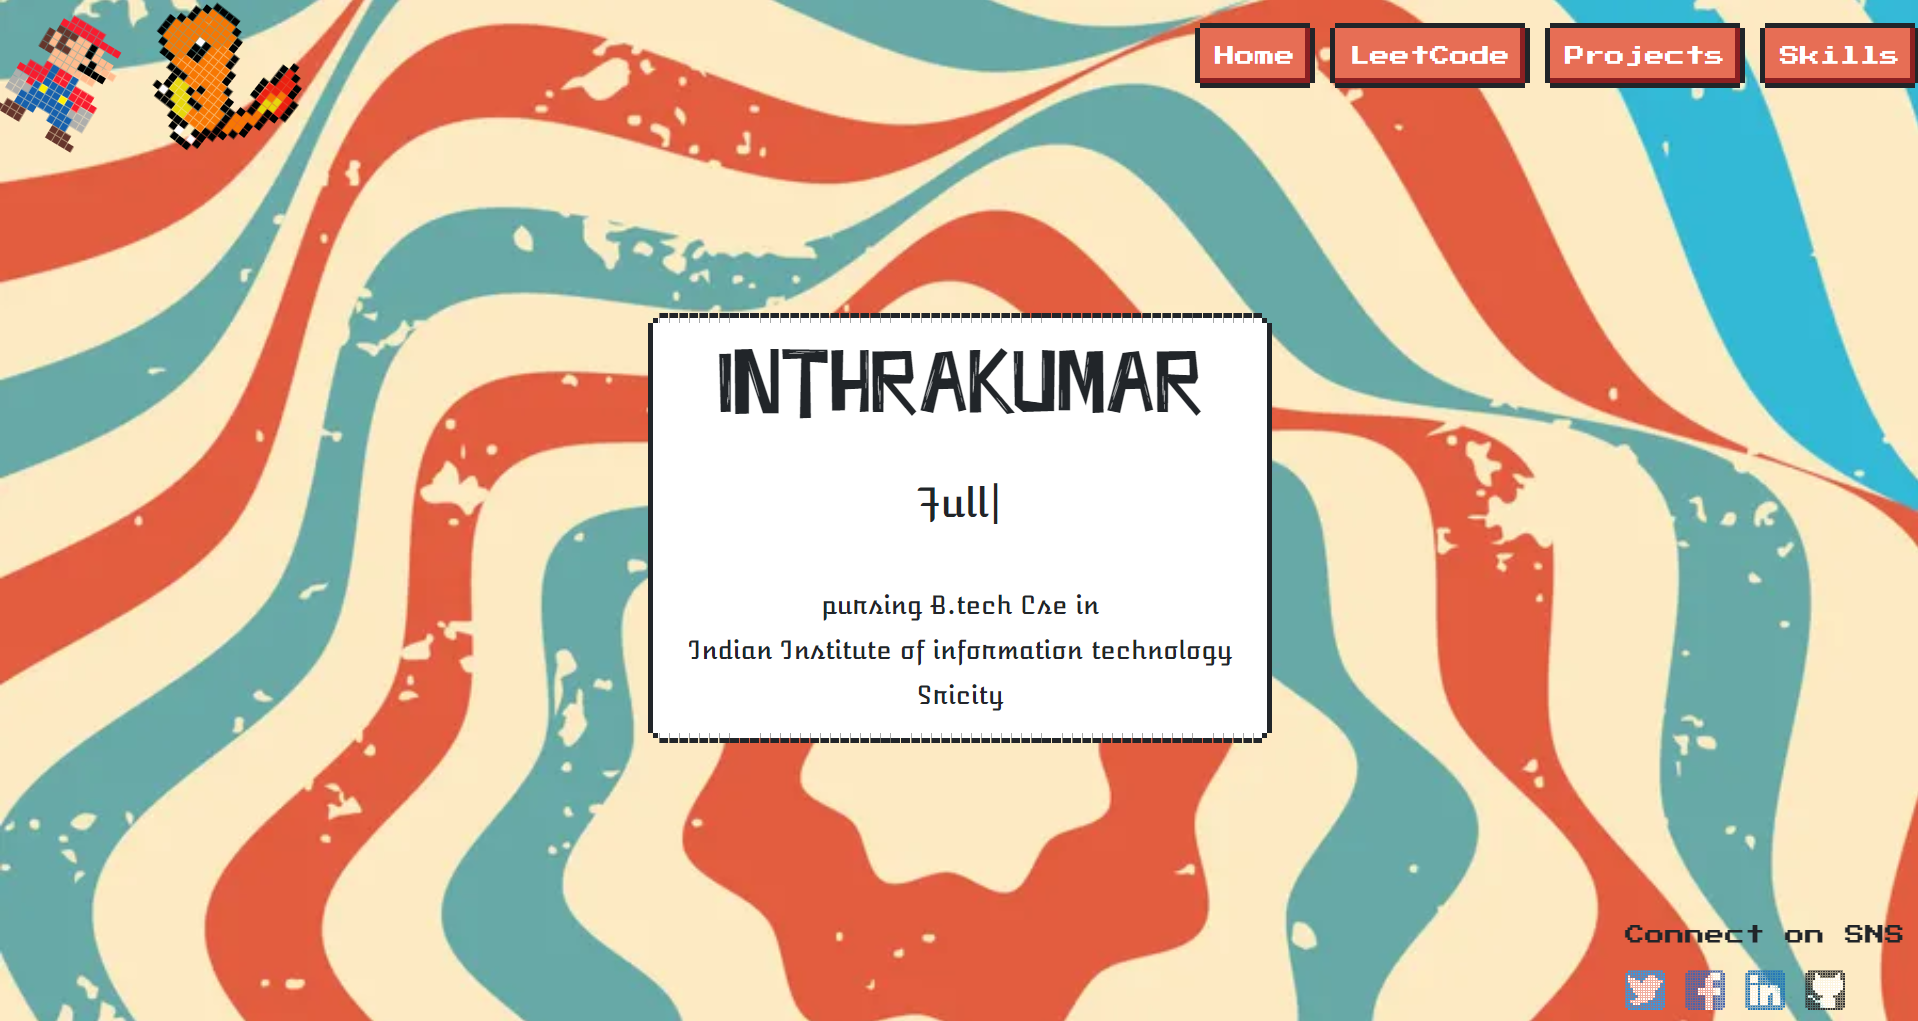 Home LeetCode Projects Skills
INTHRAKUMAR
Full|
pursing B.tech Cse in
Indian Institute of information technology
Sricity
Connect on SNS